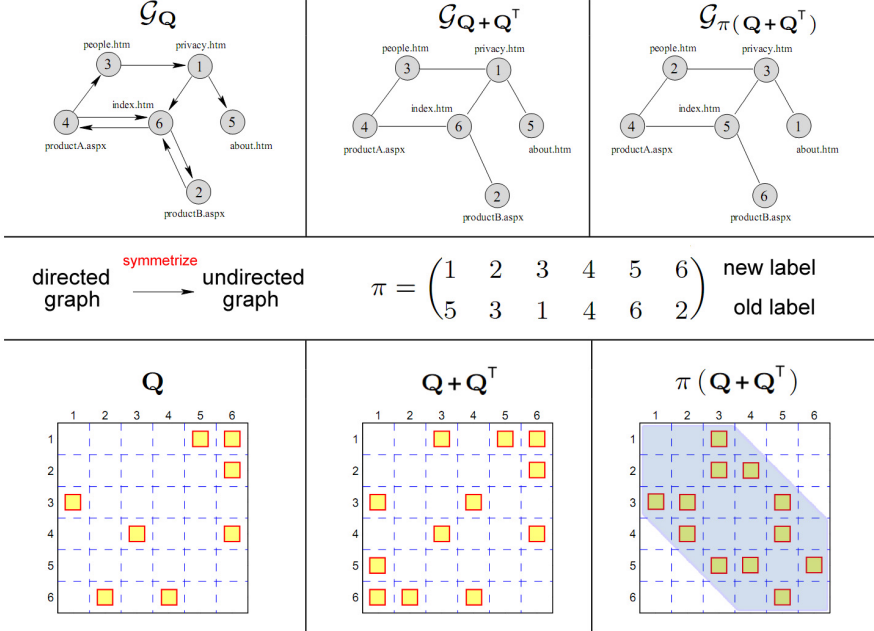 𝒢_Q
people.htm privacy.htm
3 1
index.htm
4 6 5
productA.aspx about.htm
2
productB.aspx
𝒢_{Q+Q^T}
people.htm privacy.htm
3 1
index.htm
4 6 5
productA.aspx about.htm
2
productB.aspx
𝒢_{π(Q+Q^T)}
people.htm privacy.htm
2 3
index.htm
4 5 1
productA.aspx about.htm
6
productB.aspx
symmetrize
directed undirected
graph graph
π = (1 2 3 4 5 6) new label
(5 3 1 4 6 2) old label
Q
1 2 3 4 5 6
1
2
3
4
5
6
Q+Q^T
1 2 3 4 5 6
1
2
3
4
5
6
π(Q+Q^T)
1 2 3 4 5 6
1
2
3
4
5
6